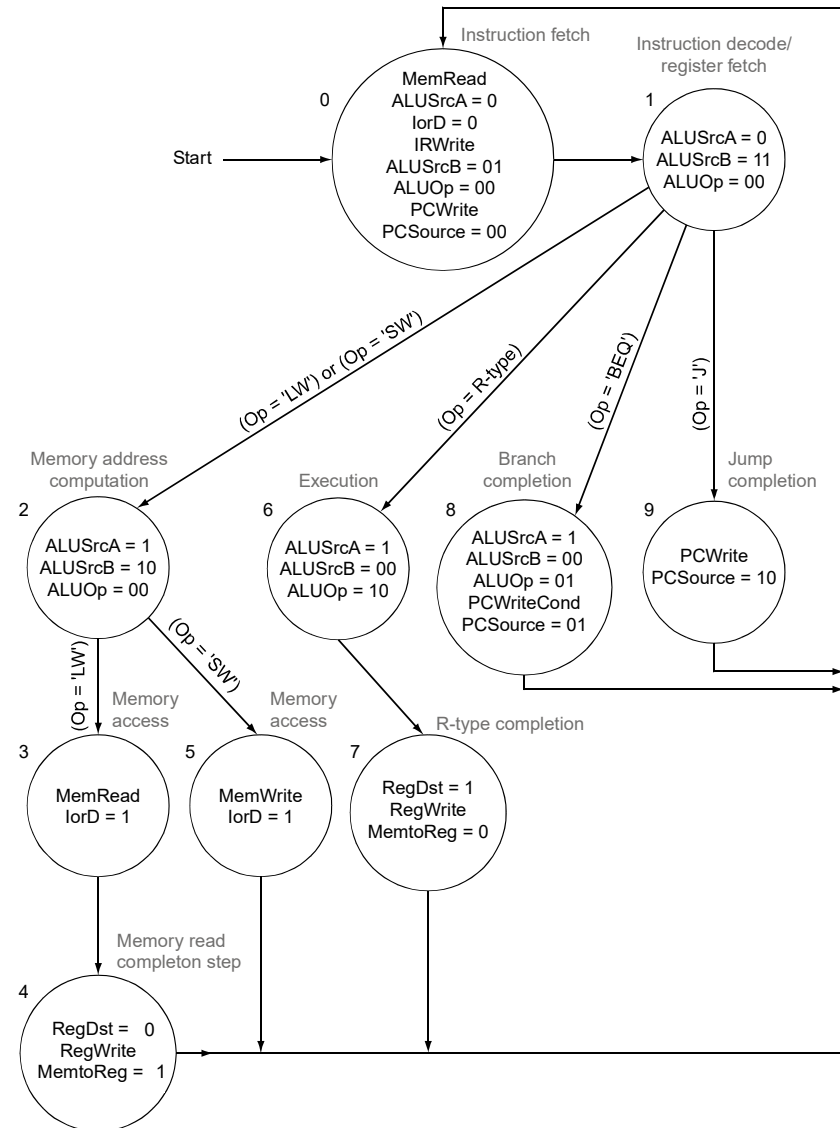 Instruction fetch
0
MemRead
ALUSrcA = 0
IorD = 0
IRWrite
ALUSrcB = 01
ALUOp = 00
PCWrite
PCSource = 00
Start
Instruction decode/
register fetch
1
ALUSrcA = 0
ALUSrcB = 11
ALUOp = 00
(Op = 'LW') or (Op = 'SW')
(Op = R-type)
(Op = 'BEQ')
(Op = 'J')
Memory address
computation
2
ALUSrcA = 1
ALUSrcB = 10
ALUOp = 00
Execution
6
ALUSrcA = 1
ALUSrcB = 00
ALUOp = 10
Branch
completion
8
ALUSrcA = 1
ALUSrcB = 00
ALUOp = 01
PCWriteCond
PCSource = 01
Jump
completion
9
PCWrite
PCSource = 10
(Op = 'LW')
(Op = 'SW')
Memory
access
3
MemRead
IorD = 1
Memory
access
5
MemWrite
IorD = 1
R-type completion
7
RegDst = 1
RegWrite
MemtoReg = 0
Memory read
completon step
4
RegDst = 0
RegWrite
MemtoReg = 1